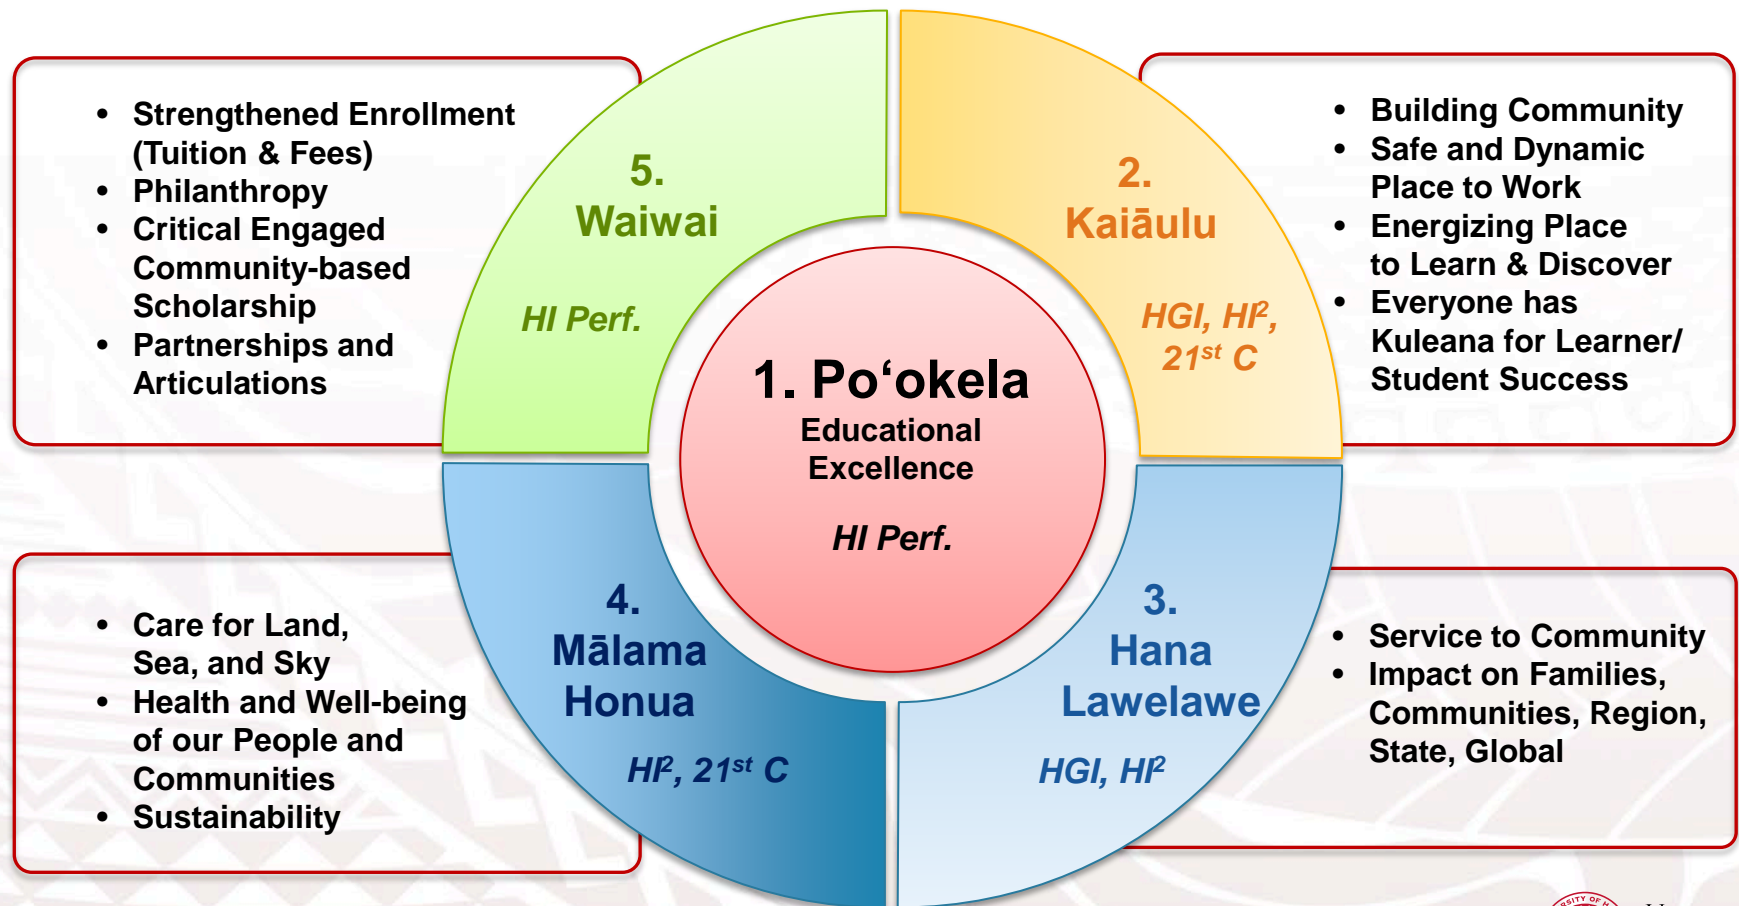 • Strengthened Enrollment
(Tuition & Fees)
• Philanthropy
• Critical Engaged
Community-based
Scholarship
• Partnerships and
Articulations
5.
Waiwai
HI Perf.
2.
Kaiāulu
HGI, HI²,
21st C
• Building Community
• Safe and Dynamic
Place to Work
• Energizing Place
to Learn & Discover
• Everyone has
Kuleana for Learner/
Student Success
1. Poʻokela
Educational
Excellence
HI Perf.
• Care for Land,
Sea, and Sky
• Health and Well-being
of our People and
Communities
• Sustainability
4.
Mālama
Honua
HI², 21st C
3.
Hana
Lawelawe
HGI, HI²
• Service to Community
• Impact on Families,
Communities, Region,
State, Global